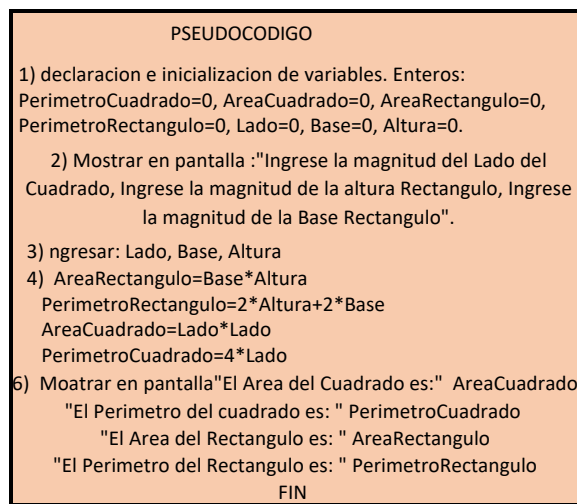 PSEUDOCODIGO
1) declaracion e inicializacion de variables. Enteros:
PerimetroCuadrado=0, AreaCuadrado=0, AreaRectangulo=0,
PerimetroRectangulo=0, Lado=0, Base=0, Altura=0.
2) Mostrar en pantalla :"Ingrese la magnitud del Lado del
Cuadrado, Ingrese la magnitud de la altura Rectangulo, Ingrese
la magnitud de la Base Rectangulo".
3) ngresar: Lado, Base, Altura
4) AreaRectangulo=Base*Altura
PerimetroRectangulo=2*Altura+2*Base
AreaCuadrado=Lado*Lado
PerimetroCuadrado=4*Lado
6) Moatrar en pantalla"El Area del Cuadrado es:" AreaCuadrado
"El Perimetro del cuadrado es: " PerimetroCuadrado
"El Area del Rectangulo es: " AreaRectangulo
"El Perimetro del Rectangulo es: " PerimetroRectangulo
FIN